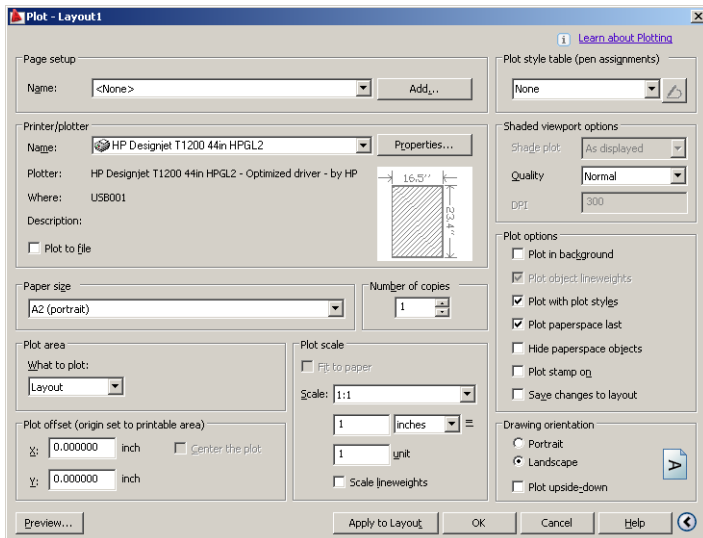 Plot - Layout1
Learn about Plotting
Page setup
Name:
<None>
Add...
Plot style table (pen assignments)
None
Printer/plotter
Name:
HP Designjet T1200 44in HPGL2
Properties...
Plotter:
HP Designjet T1200 44in HPGL2 - Optimized driver - by HP
Where:
USB001
Description:
Plot to file
16.5''
23.4''
Shaded viewport options
Shade plot
As displayed
Quality
Normal
DPI
300
Paper size
A2 (portrait)
Number of copies
1
Plot options
Plot in background
Plot object lineweights
Plot with plot styles
Plot paperspace last
Hide paperspace objects
Plot stamp on
Save changes to layout
Plot area
What to plot:
Layout
Plot scale
Fit to paper
Scale:
1:1
1
inches
=
1
unit
Scale lineweights
Plot offset (origin set to printable area)
X:
0.000000
inch
Center the plot
Y:
0.000000
inch
Drawing orientation
Portrait
Landscape
Plot upside-down
A
Preview...
Apply to Layout
OK
Cancel
Help